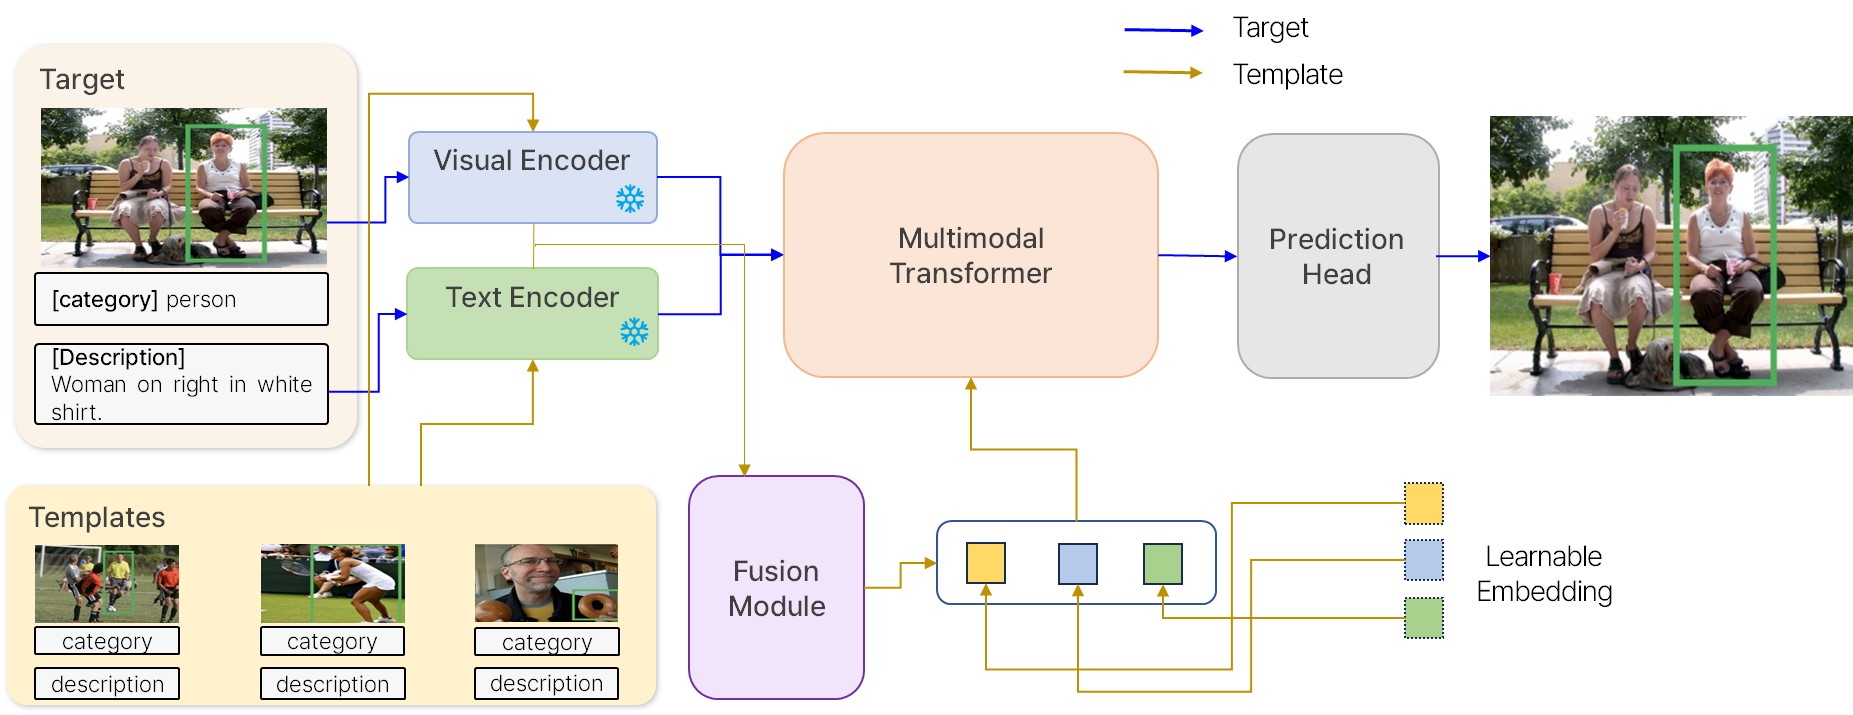 Target
Template
Target
[category] person
[Description]
Woman on right in white
shirt.
Visual Encoder
Text Encoder
Multimodal
Transformer
Prediction
Head
Templates
category
description
category
description
category
description
Fusion
Module
Learnable
Embedding